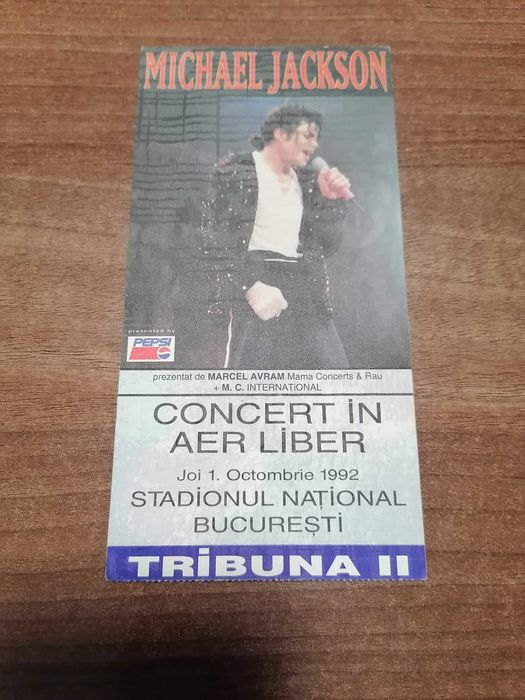 MICHAEL JACKSON
presented by
PEPSI
prezentat de MARCEL AVRAM Mama Concerts & Rau
+ M. C. INTERNATiONAL
CONCERT iN
AER LiBER
Joi 1. Octombrie 1992
STADiONUL NAȚiONAL
BUCUREȘTi
TRiBUNA II